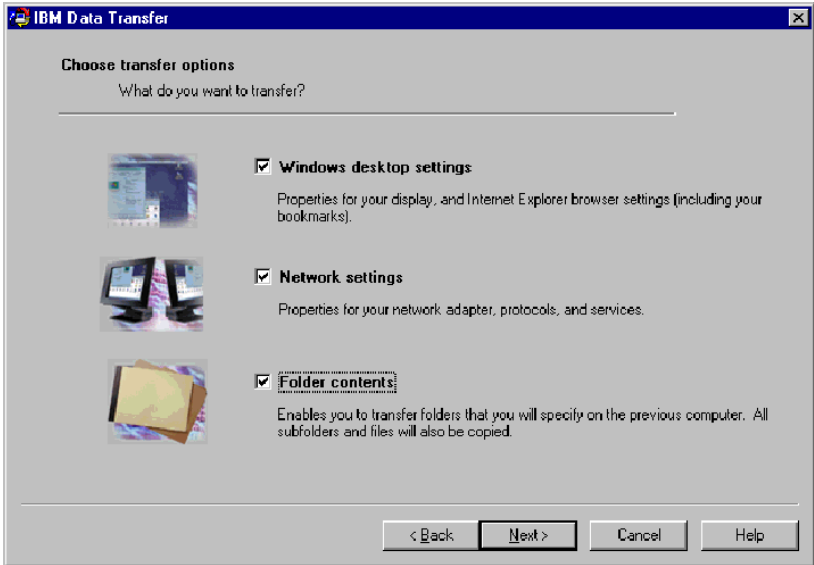 IBM Data Transfer
Choose transfer options
What do you want to transfer?
Windows desktop settings
Properties for your display, and Internet Explorer browser settings (including your
bookmarks).
Network settings
Properties for your network adapter, protocols, and services.
Folder contents
Enables you to transfer folders that you will specify on the previous computer. All
subfolders and files will also be copied.
< Back Next > Cancel Help